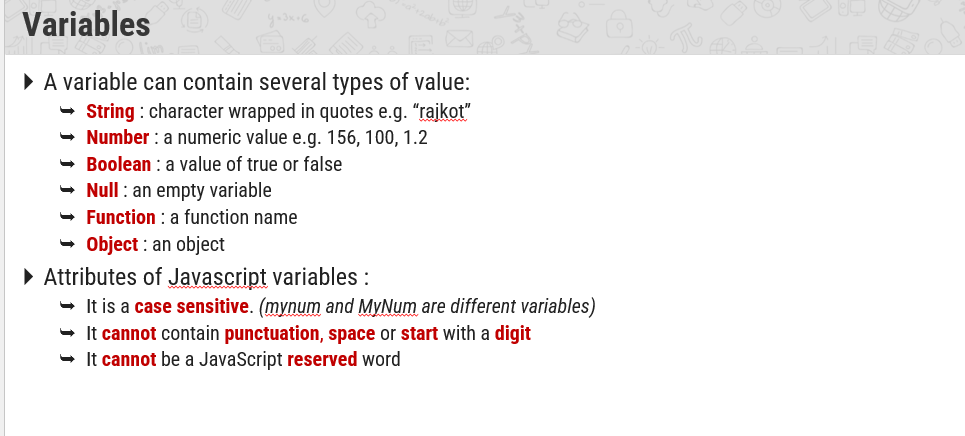 Variables
A variable can contain several types of value:
String : character wrapped in quotes e.g. “rajkot”
Number : a numeric value e.g. 156, 100, 1.2
Boolean : a value of true or false
Null : an empty variable
Function : a function name
Object : an object
Attributes of Javascript variables :
It is a case sensitive. (mynum and MyNum are different variables)
It cannot contain punctuation, space or start with a digit
It cannot be a JavaScript reserved word